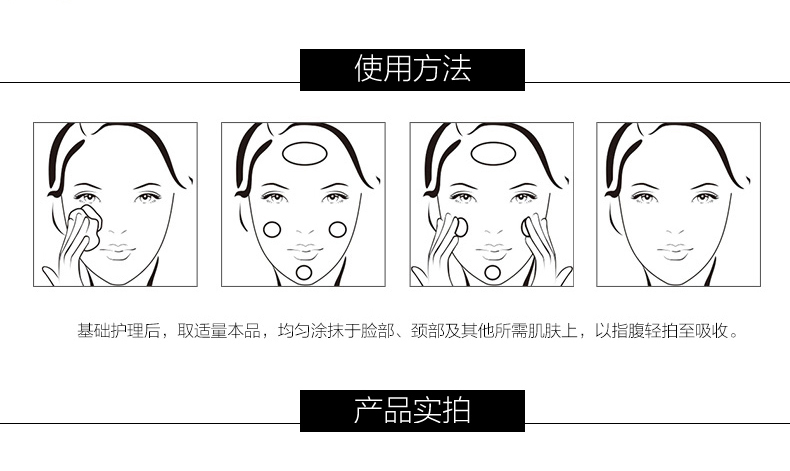 使用方法
基础护理后，取适量本品，均匀涂抹于脸部、颈部及其他所需肌肤上，以指腹轻拍至吸收。
产品实拍